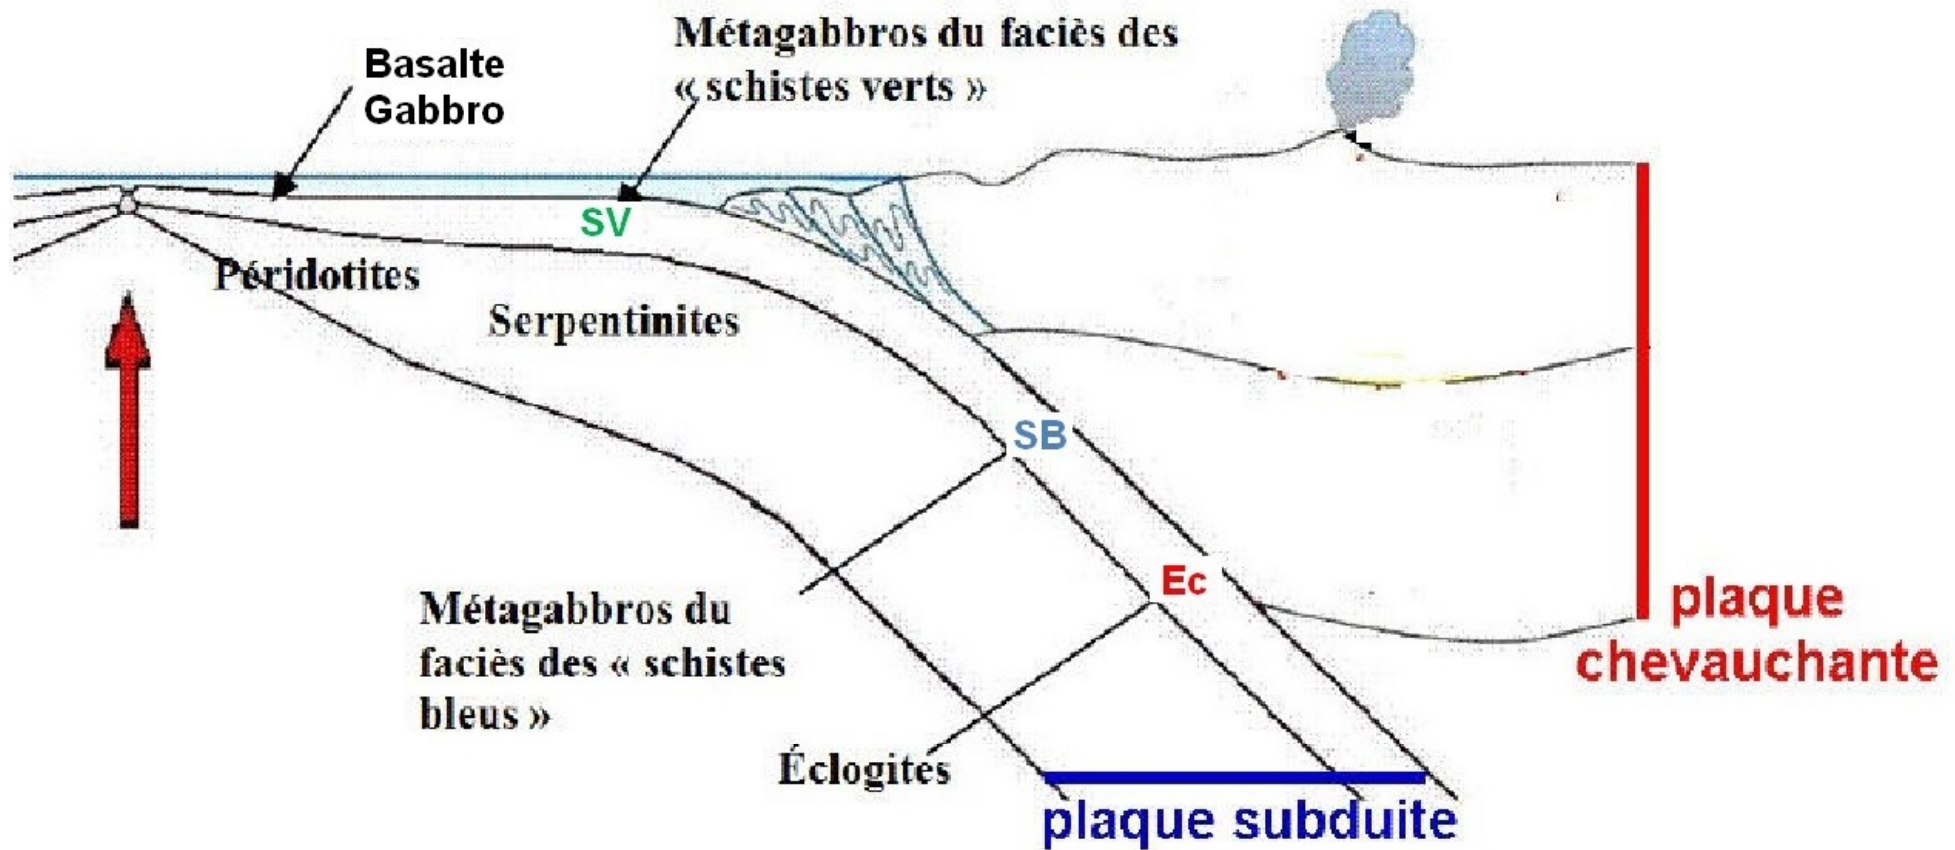 Métagabbros du faciès des
« schistes verts »
Basalte
Gabbro
SV
Péridotites
Serpentinites
SB
Ec
Métagabbros du
faciès des « schistes
bleus »
Éclogites
plaque
chevauchante
plaque subduite